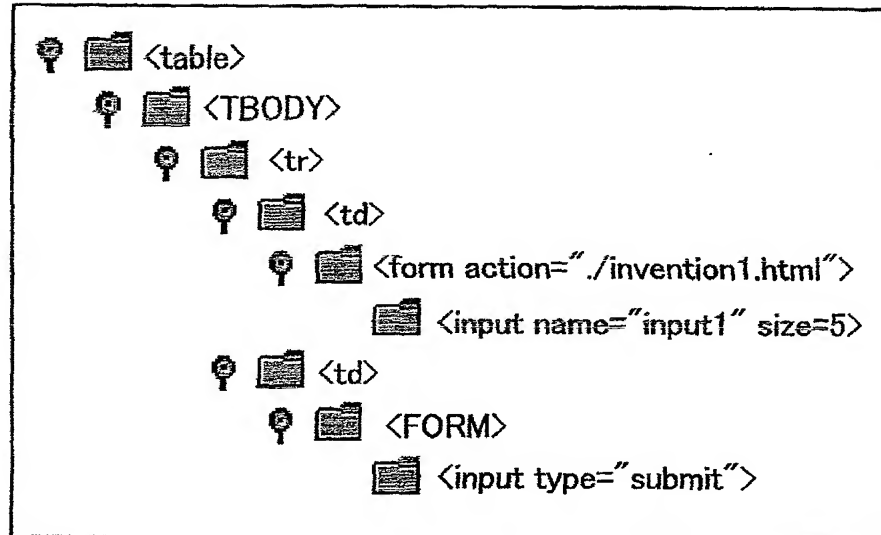 <table>
<TBODY>
<tr>
<td>
<form action="./invention1.html">
<input name="input1" size=5>
<td>
<FORM>
<input type="submit">